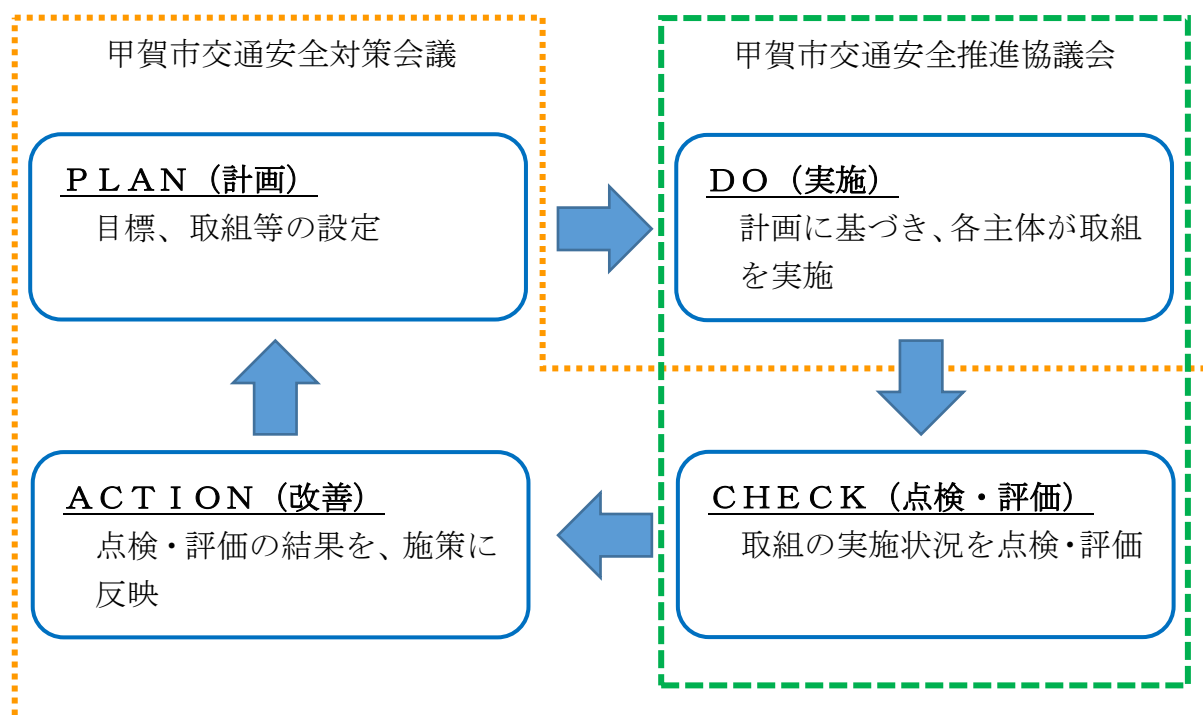 甲賀市交通安全対策会議
甲賀市交通安全推進協議会
ＰＬＡＮ（計画）
目標、取組等の設定
ＤＯ（実施）
計画に基づき、各主体が取組
を実施
ＡＣＴＩＯＮ（改善）
点検・評価の結果を、施策に
反映
ＣＨＥＣＫ（点検・評価）
取組の実施状況を点検・評価